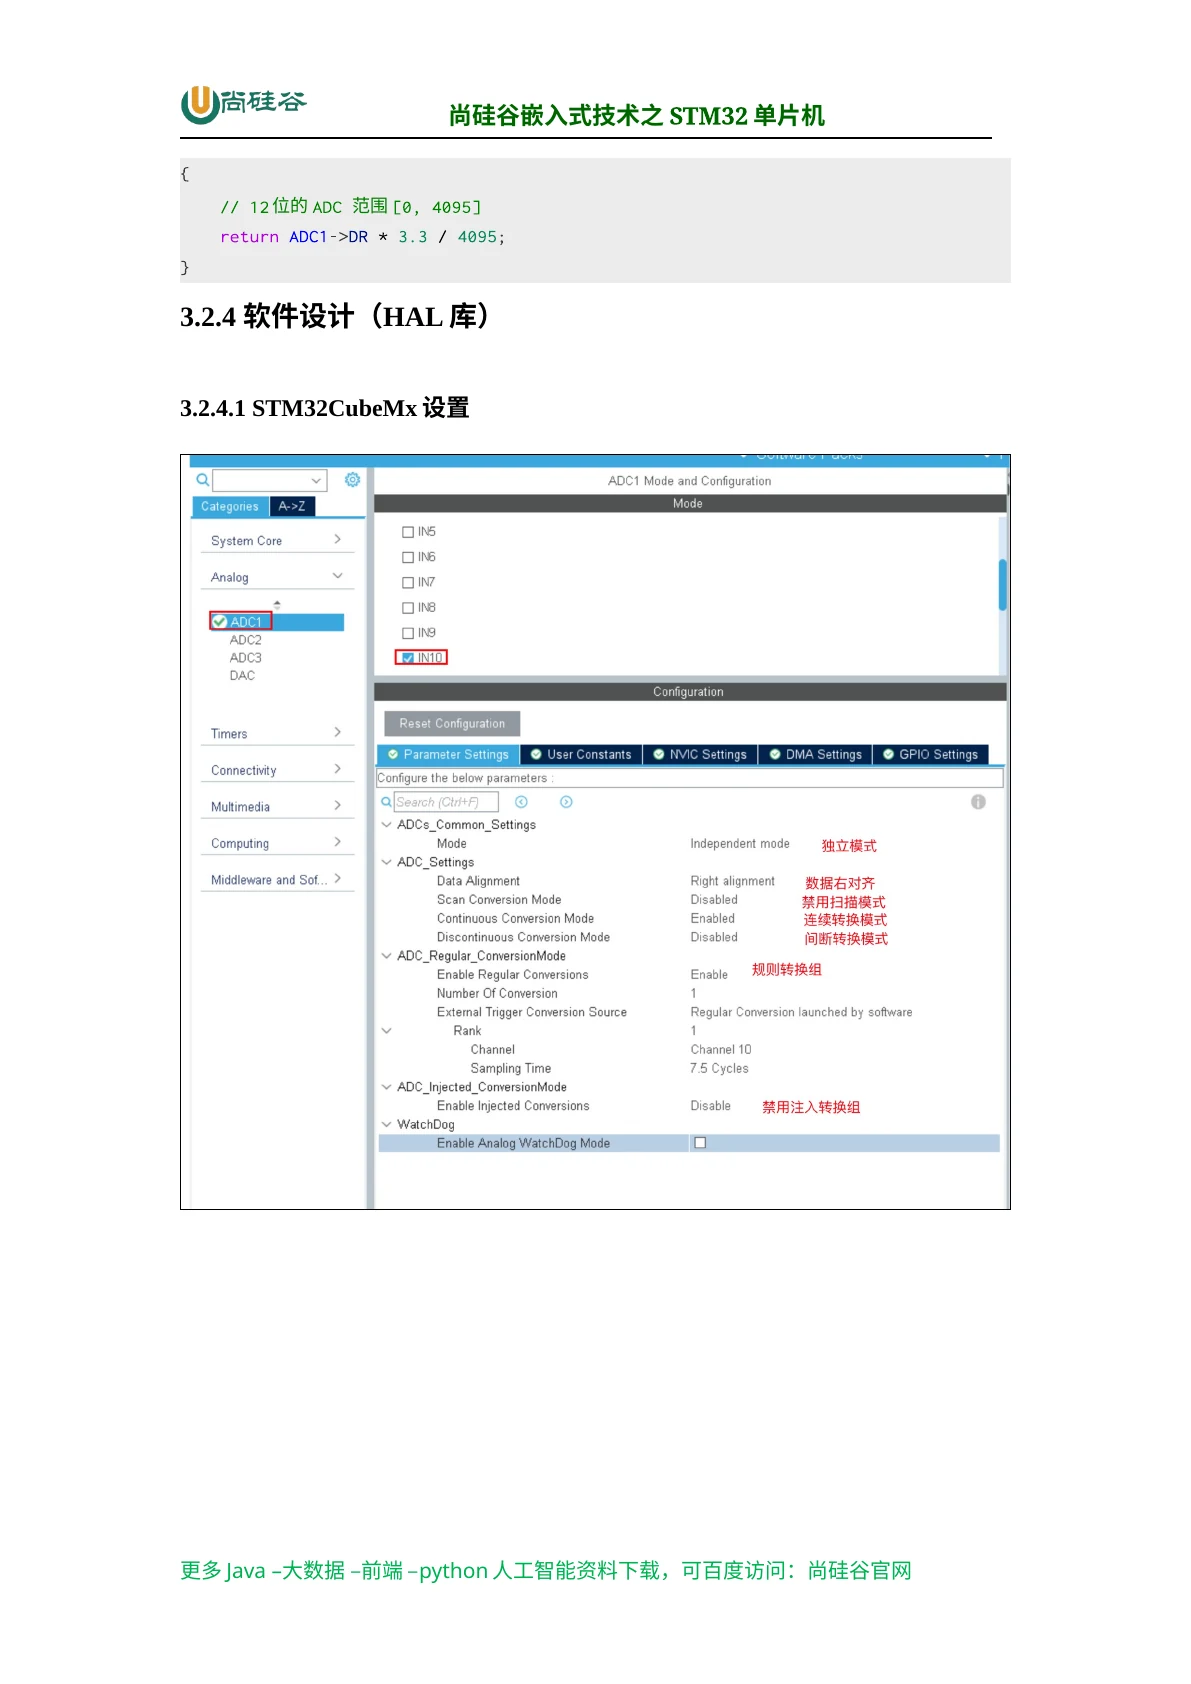 尚硅谷
尚硅谷嵌入式技术之 STM32 单片机
{
// 12位的 ADC 范围 [0, 4095]
return ADC1->DR * 3.3 / 4095;
}
3.2.4 软件设计（HAL 库）
3.2.4.1 STM32CubeMx 设置
Software Packs
ADC1 Mode and Configuration
Categories A->Z
Mode
System Core
Analog
ADC1
ADC2
ADC3
DAC
Timers
Connectivity
Multimedia
Computing
Middleware and Sof...
IN5
IN6
IN7
IN8
IN9
IN10
Configuration
Reset Configuration
Parameter Settings User Constants NVIC Settings DMA Settings GPIO Settings
Configure the below parameters :
Search (Ctrl+F)
ADCs_Common_Settings
Mode Independent mode 独立模式
ADC_Settings
Data Alignment Right alignment 数据右对齐
Scan Conversion Mode Disabled 禁用扫描模式
Continuous Conversion Mode Enabled 连续转换模式
Discontinuous Conversion Mode Disabled 间断转换模式
ADC_Regular_ConversionMode
Enable Regular Conversions Enable 规则转换组
Number Of Conversion 1
External Trigger Conversion Source Regular Conversion launched by software
Rank 1
Channel Channel 10
Sampling Time 7.5 Cycles
ADC_Injected_ConversionMode
Enable Injected Conversions Disable 禁用注入转换组
WatchDog
Enable Analog WatchDog Mode
更多 Java –大数据 –前端 –python 人工智能资料下载，可百度访问：尚硅谷官网